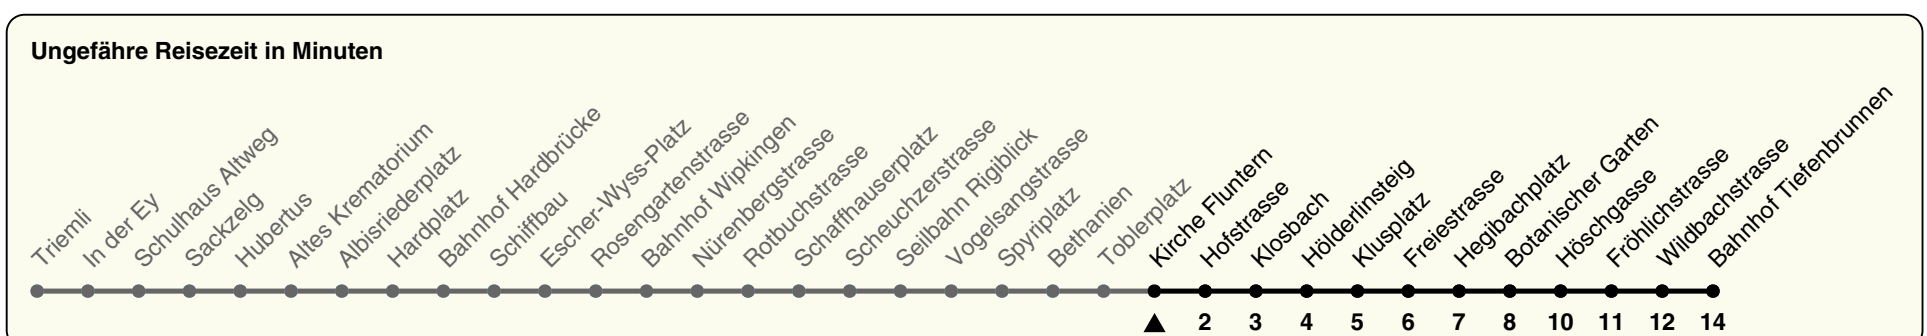 Ungefähre Reisezeit in Minuten
Triemli
In der Ey
Schulhaus Altweg
Sackzelg
Hubertus
Altes Krematorium
Albisriederplatz
Hardplatz
Bahnhof Hardbrücke
Schiffbau
Escher-Wyss-Platz
Rosengartenstrasse
Bahnhof Wipkingen
Nürenbergstrasse
Rotbuchstrasse
Schaffhauserplatz
Scheuchzerstrasse
Seilbahn Rigiblick
Vogelsangstrasse
Spyriplatz
Bethanien
Toblerplatz
Kirche Fluntern
Hofstrasse
Klosbach
Hölderlinsteig
Klusplatz
Freiestrasse
Hegibachplatz
Botanischer Garten
Höschgasse
Fröhlichstrasse
Wildbachstrasse
Bahnhof Tiefenbrunnen
2 3 4 5 6 7 8 10 11 12 14